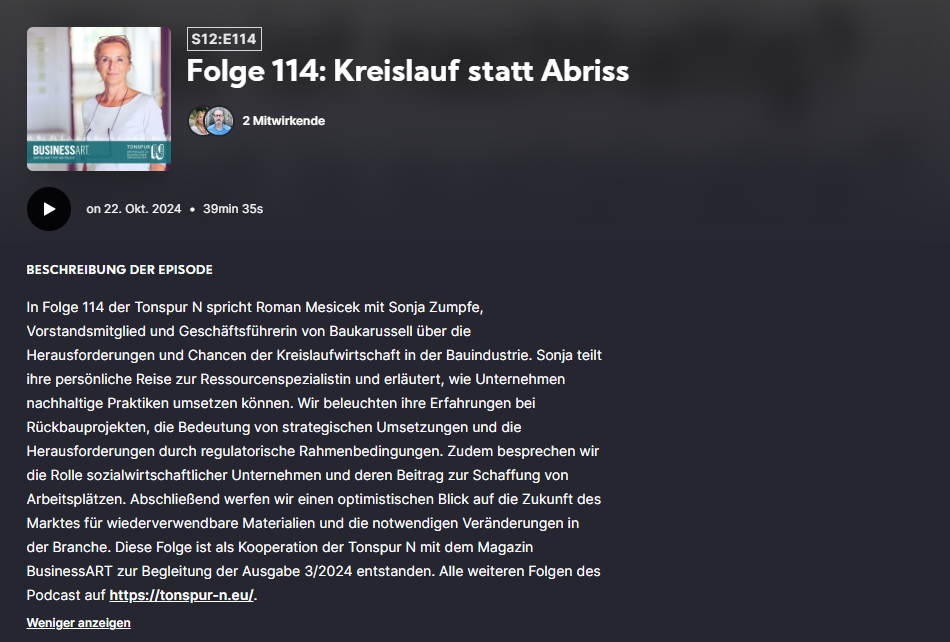 S12:E114
Folge 114: Kreislauf statt Abriss
2 Mitwirkende
BUSINESSART
TONSPUR N
on 22. Okt. 2024 • 39min 35s
BESCHREIBUNG DER EPISODE
In Folge 114 der Tonspur N spricht Roman Mesicek mit Sonja Zumpfe,
Vorstandsmitglied und Geschäftsführerin von Baukarussell über die
Herausforderungen und Chancen der Kreislaufwirtschaft in der Bauindustrie. Sonja teilt
ihre persönliche Reise zur Ressourcenspezialistin und erläutert, wie Unternehmen
nachhaltige Praktiken umsetzen können. Wir beleuchten ihre Erfahrungen bei
Rückbauprojekten, die Bedeutung von strategischen Umsetzungen und die
Herausforderungen durch regulatorische Rahmenbedingungen. Zudem besprechen wir
die Rolle sozialwirtschaftlicher Unternehmen und deren Beitrag zur Schaffung von
Arbeitsplätzen. Abschließend werfen wir einen optimistischen Blick auf die Zukunft des
Marktes für wiederverwendbare Materialien und die notwendigen Veränderungen in
der Branche. Diese Folge ist als Kooperation der Tonspur N mit dem Magazin
BusinessART zur Begleitung der Ausgabe 3/2024 entstanden. Alle weiteren Folgen des
Podcast auf https://tonspur-n.eu/.
Weniger anzeigen